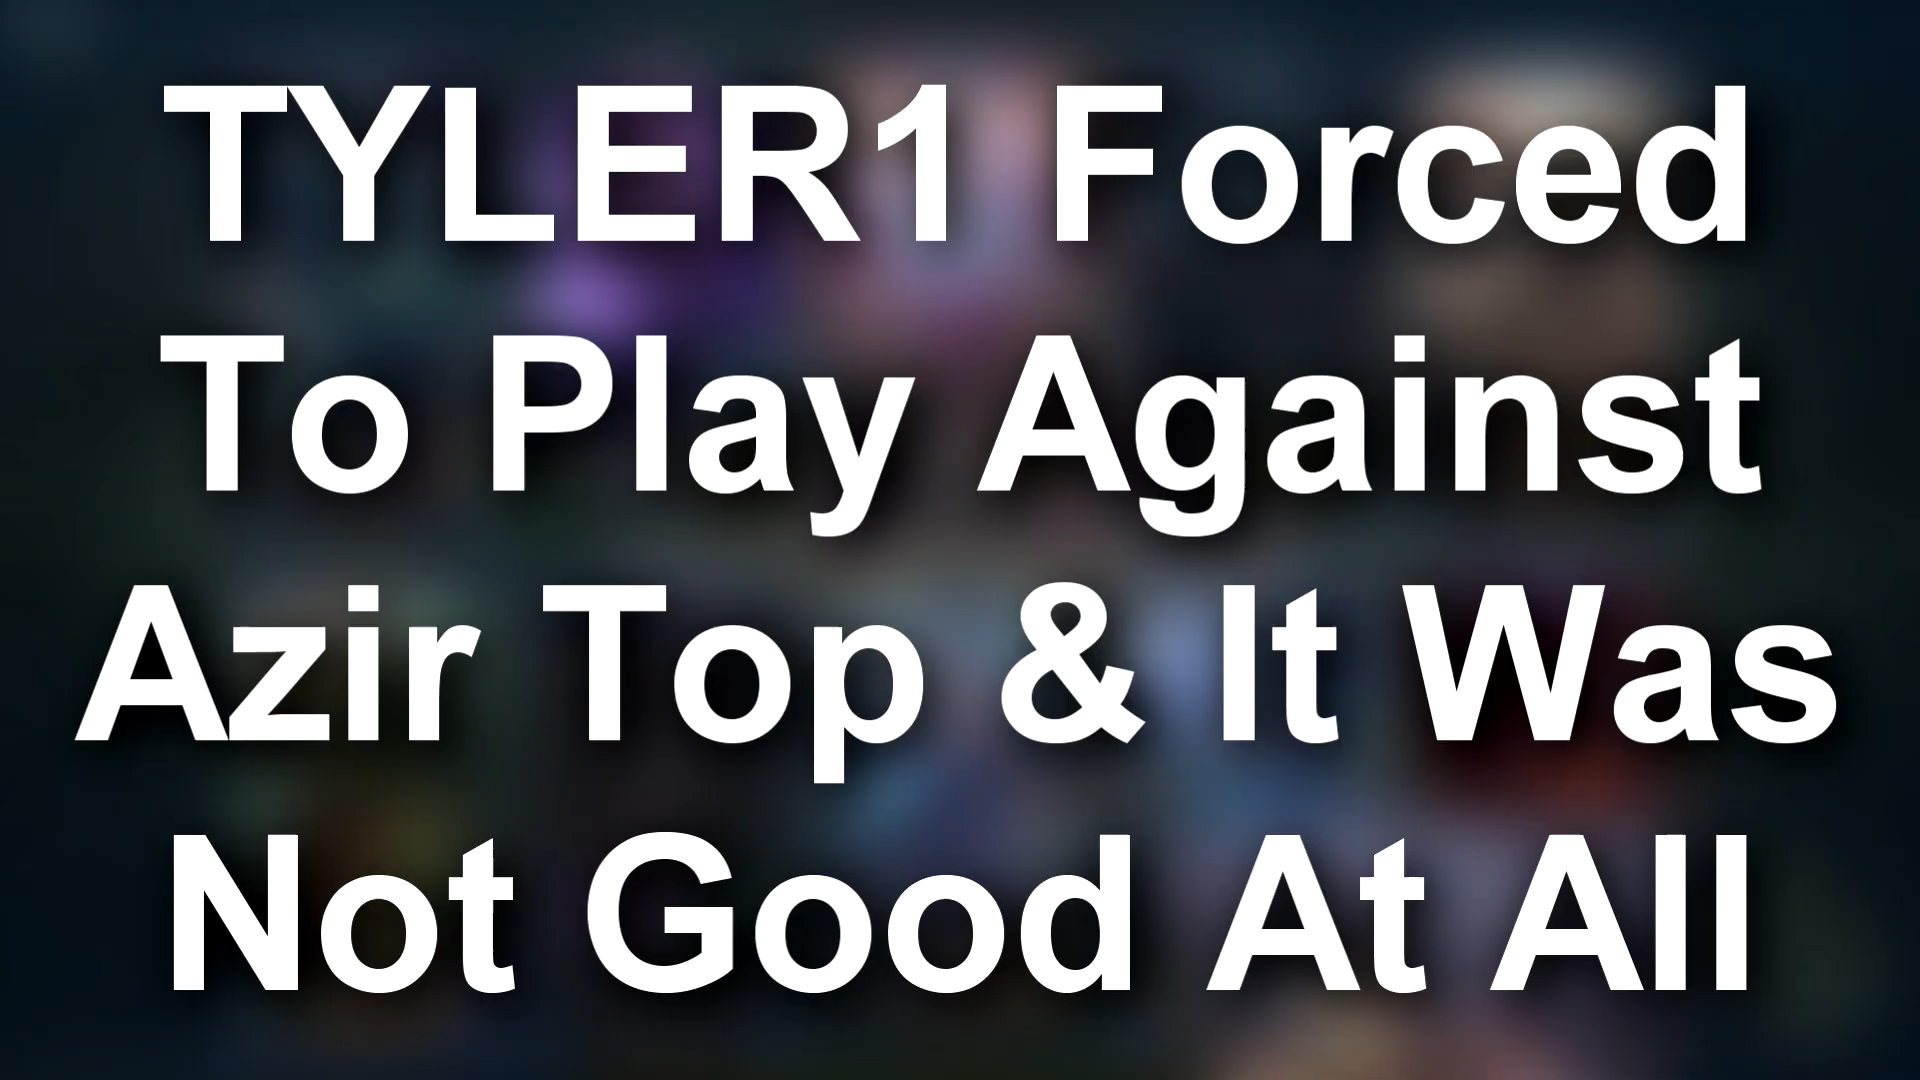 TYLER1 Forced
To Play Against
Azir Top & It Was
Not Good At All